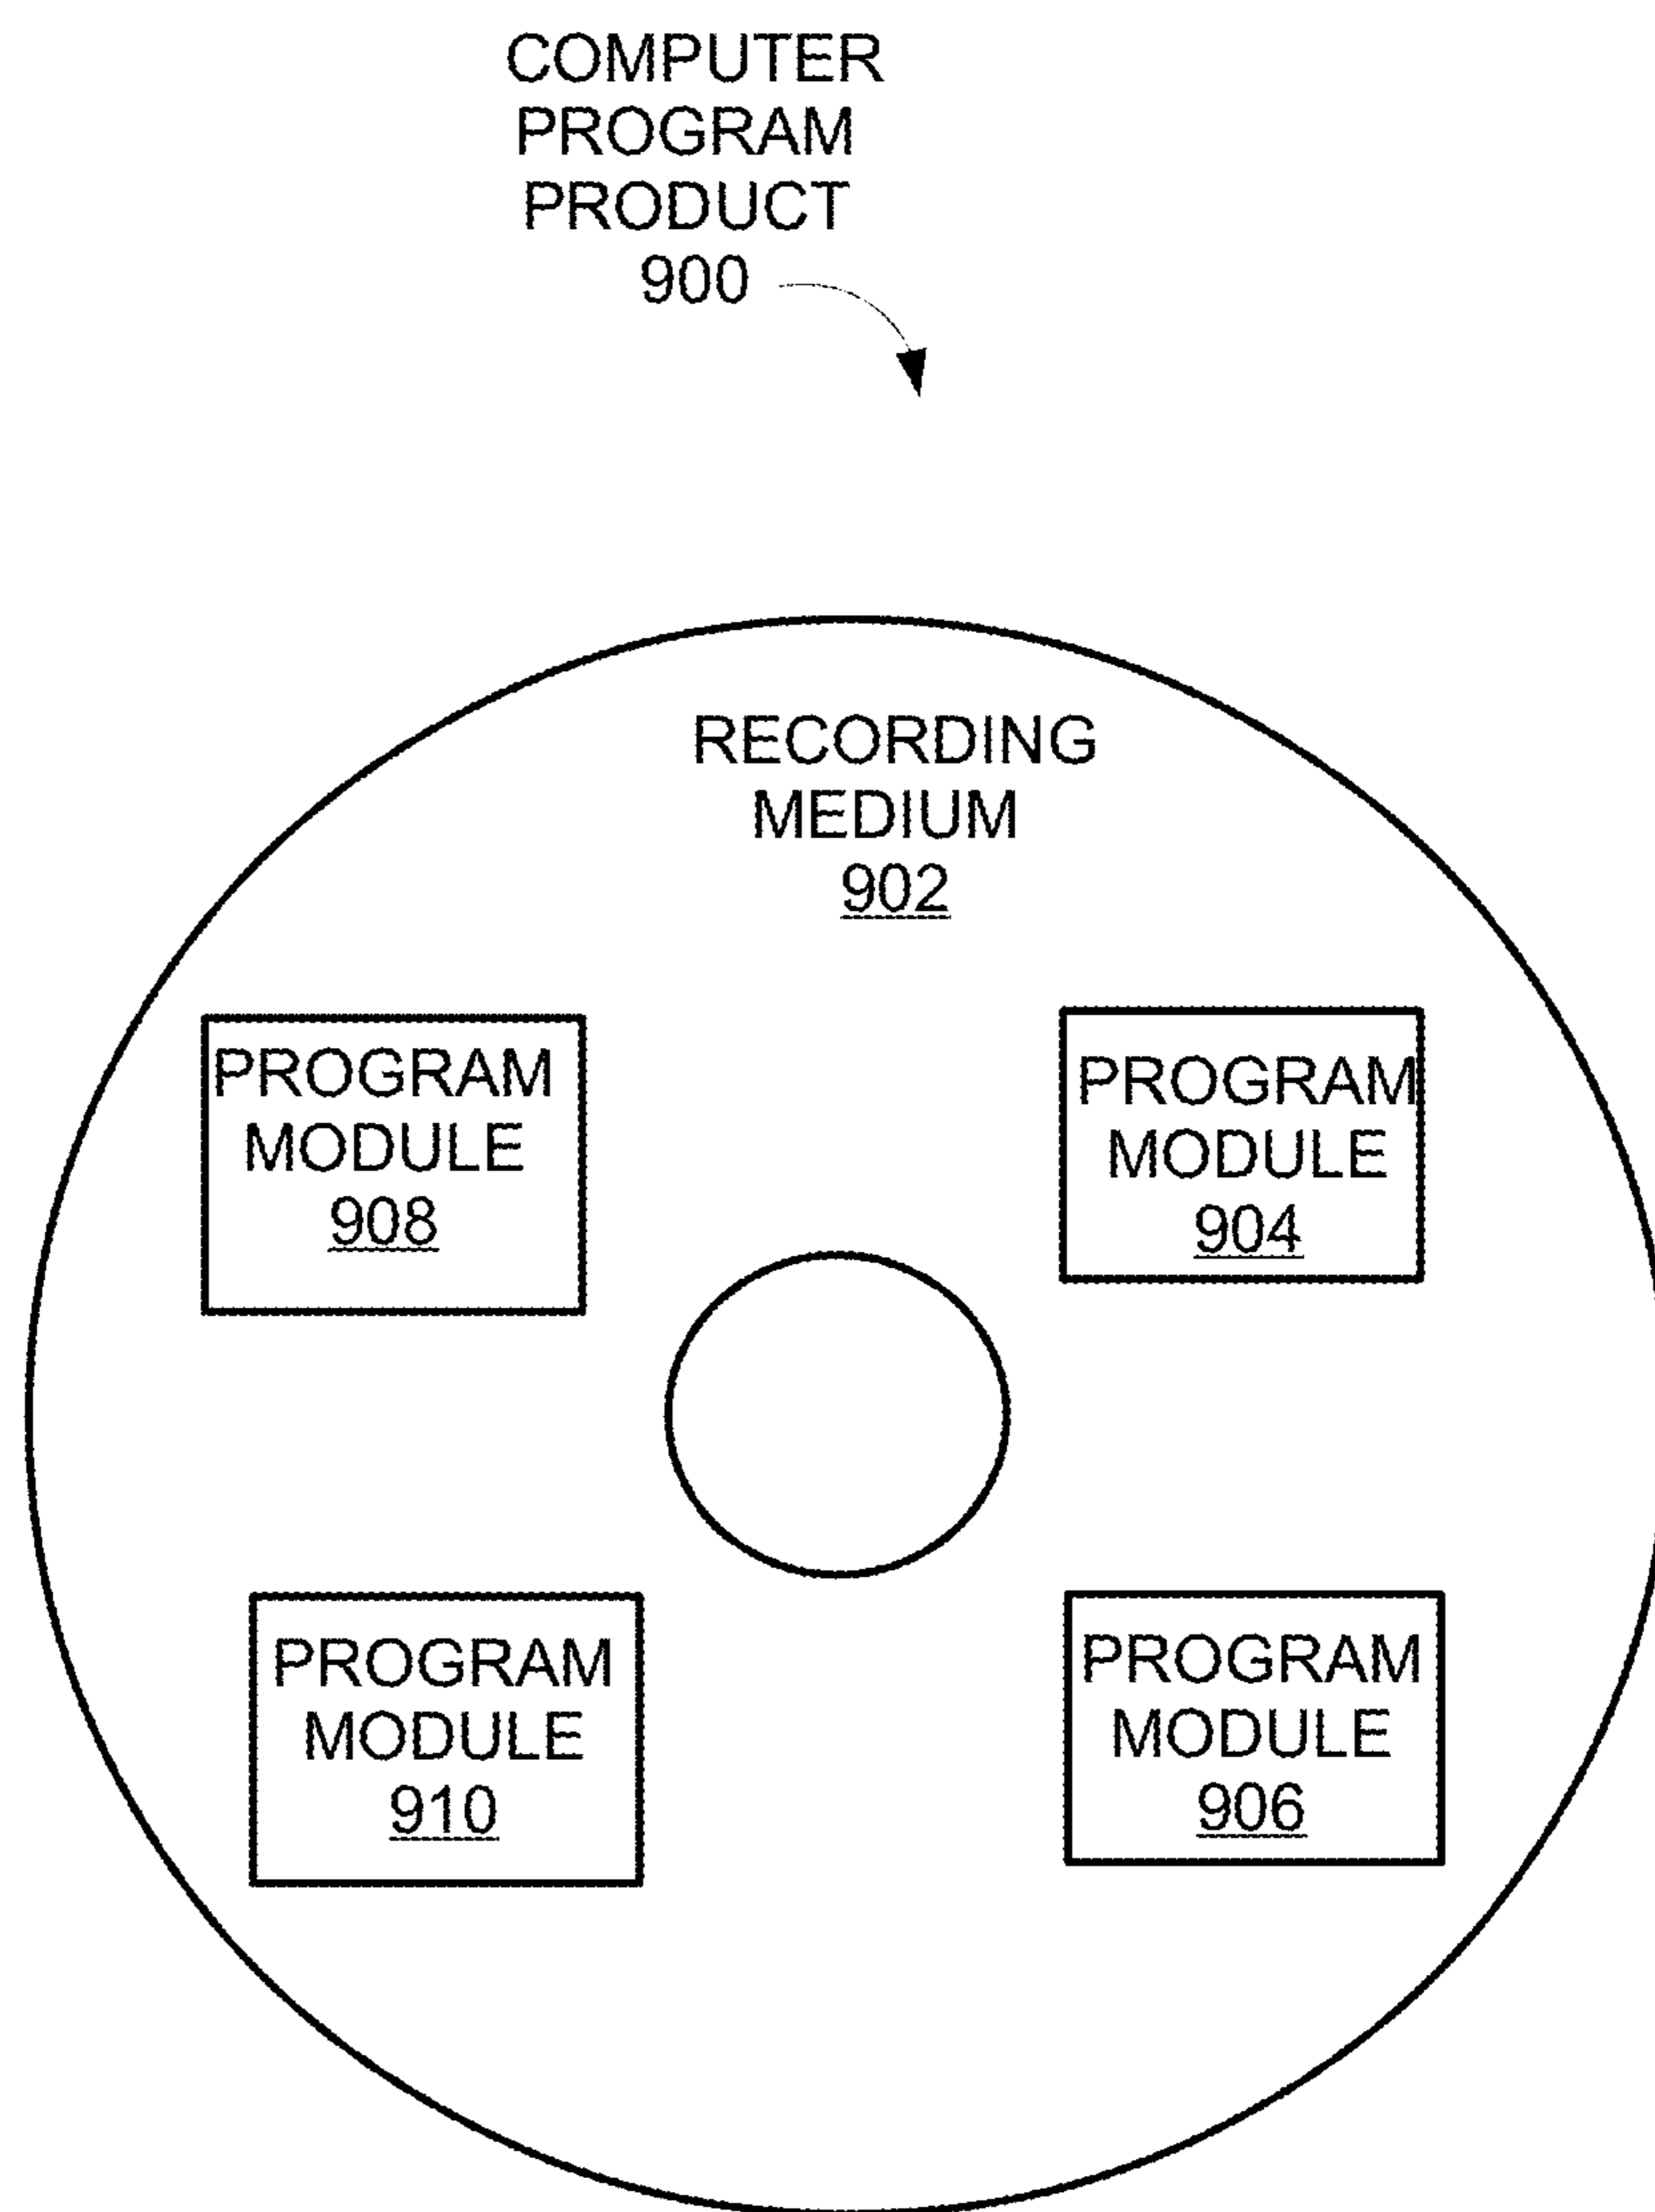 COMPUTER
PROGRAM
PRODUCT
900
RECORDING
MEDIUM
902
PROGRAM
MODULE
908
PROGRAM
MODULE
904
PROGRAM
MODULE
910
PROGRAM
MODULE
906